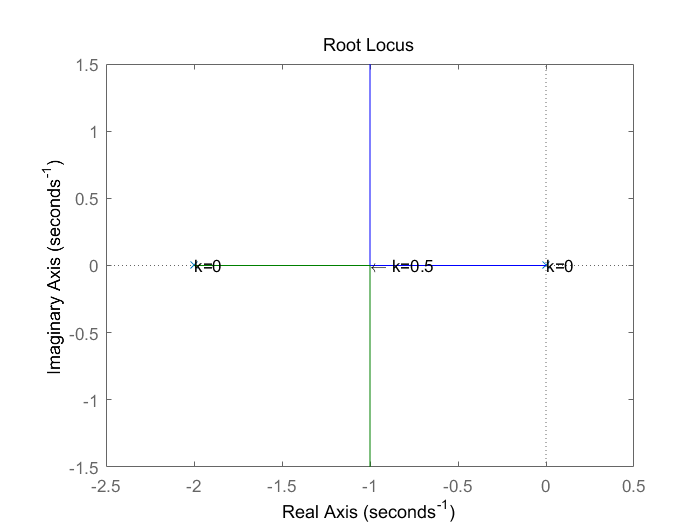 Root Locus
1.5
1
0.5
0
-0.5
-1
-1.5
Imaginary Axis (seconds⁻¹)
k=0
← k=0.5
k=0
-2.5 -2 -1.5 -1 -0.5 0 0.5
Real Axis (seconds⁻¹)